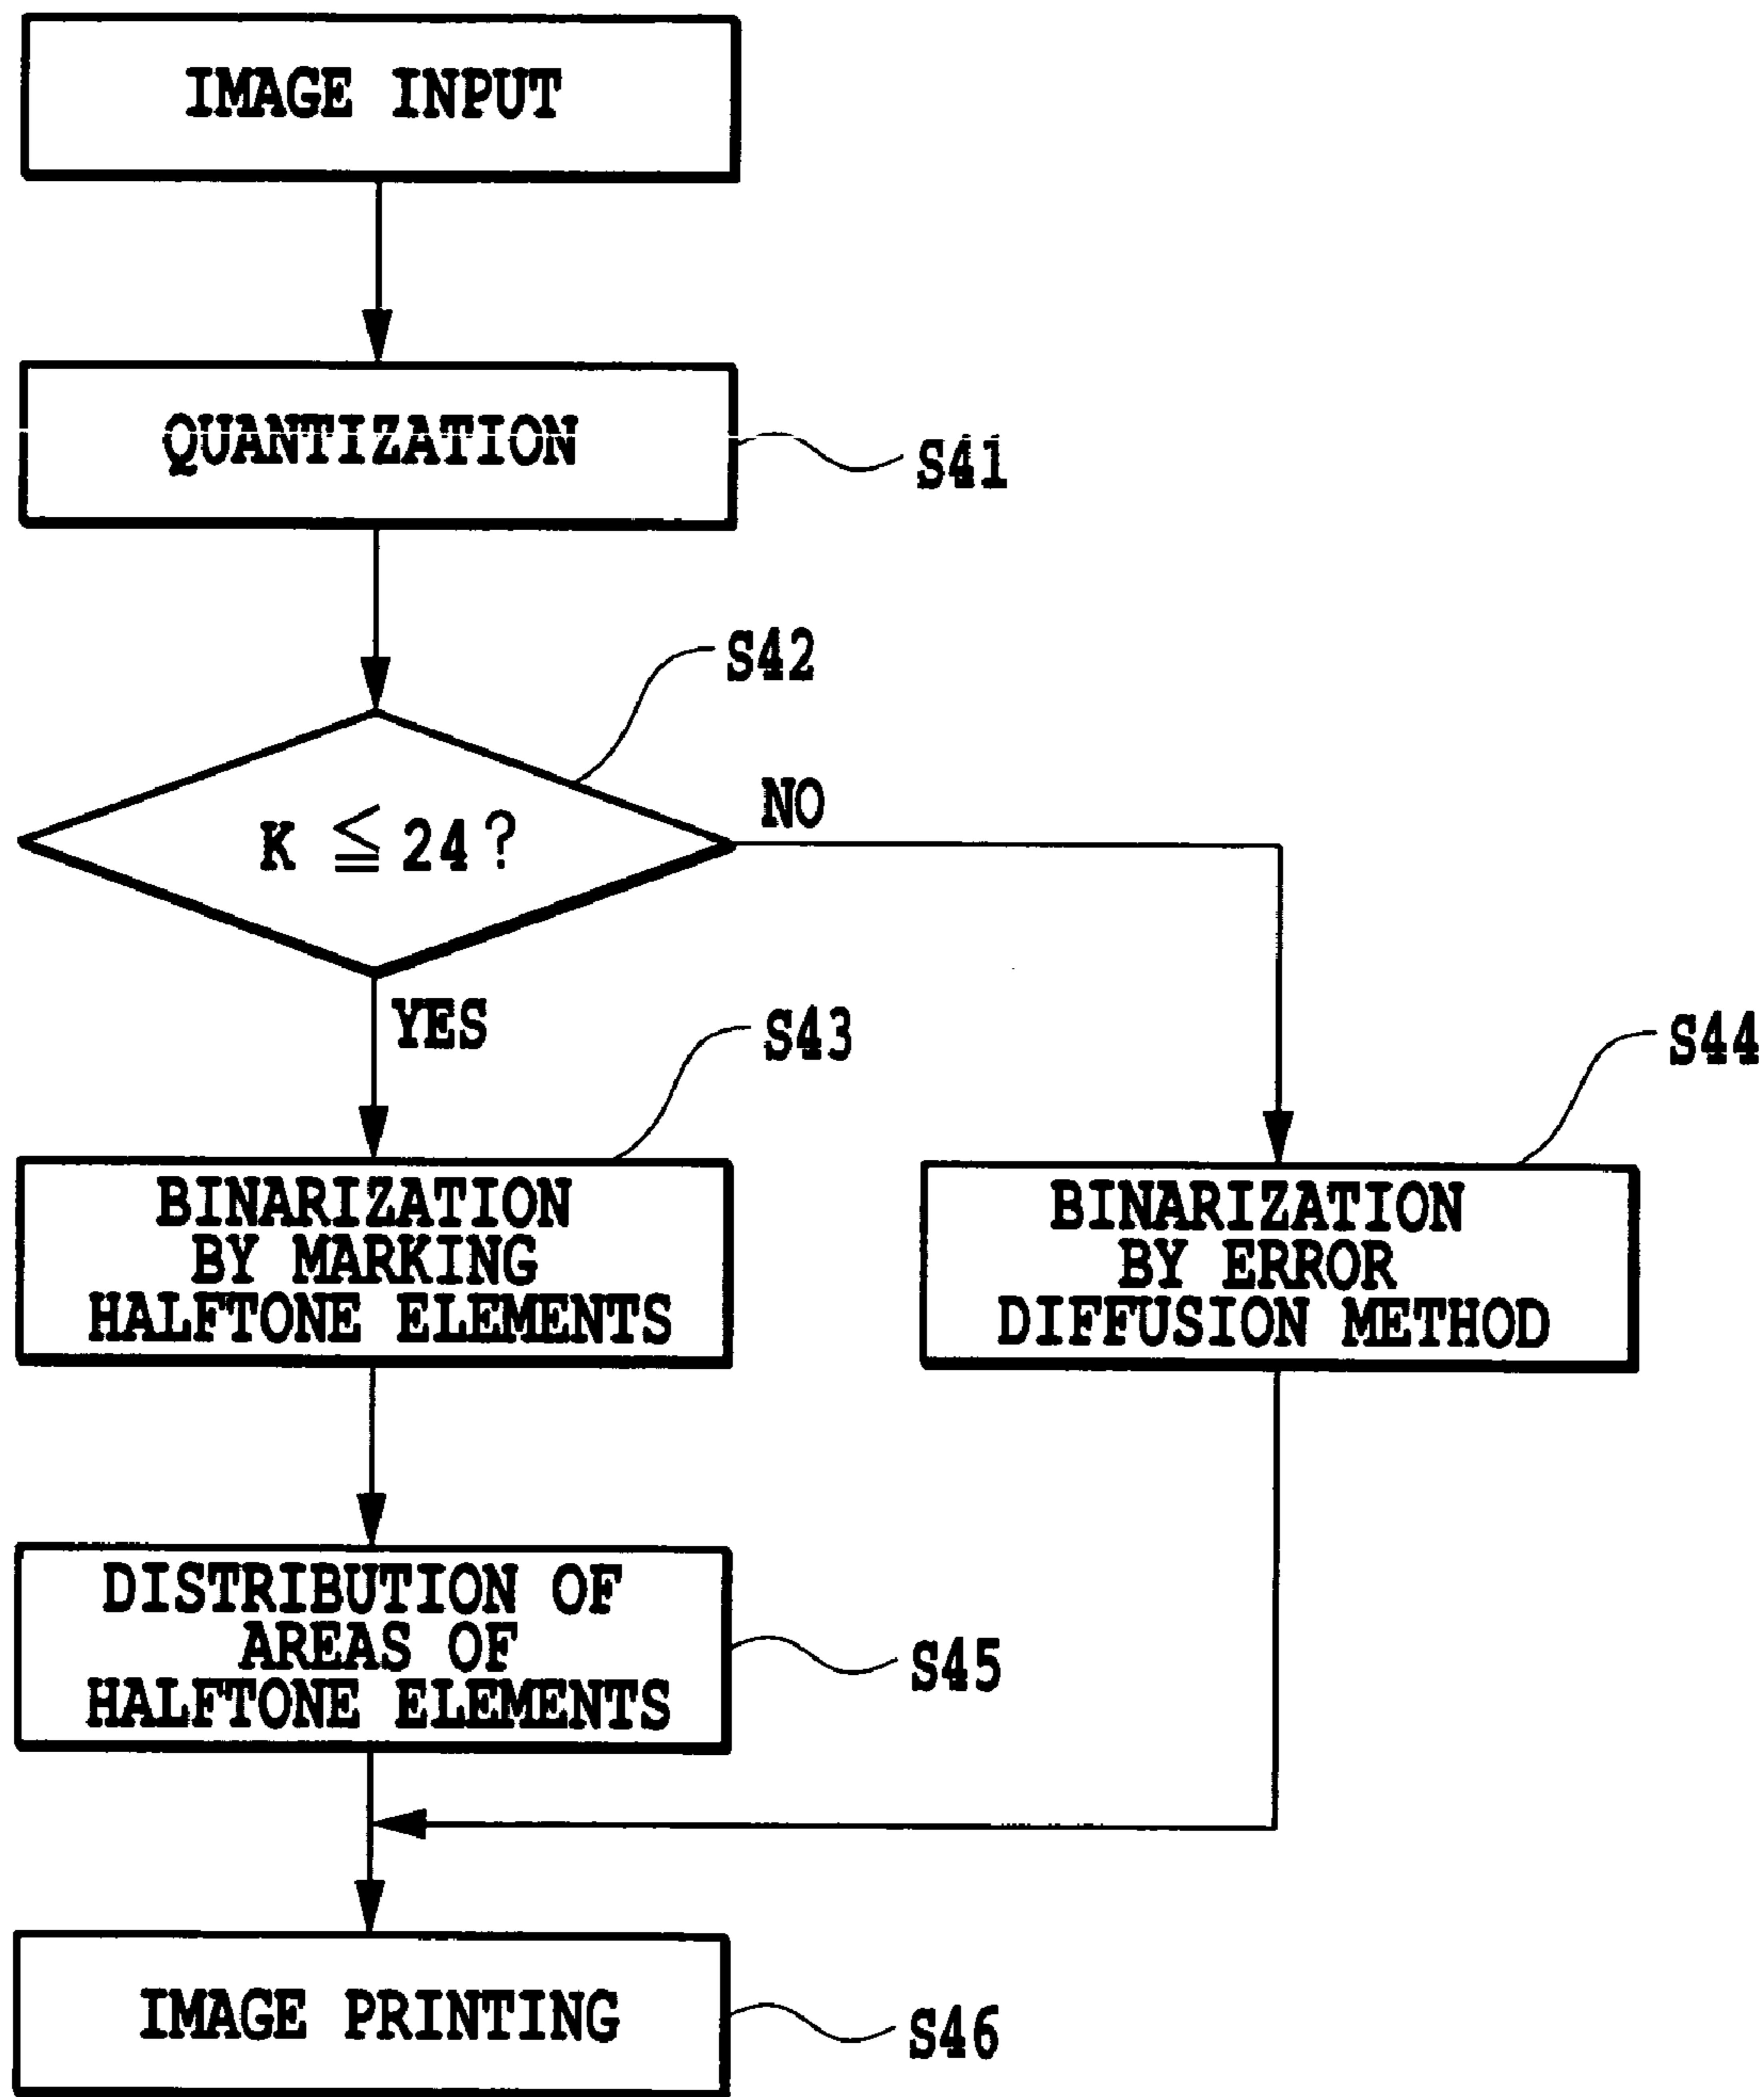 IMAGE INPUT
QUANTIZATION
S41
S42
K ≦ 24?
NO
YES
S43
S44
BINARIZATION
BY MARKING
HALFTONE ELEMENTS
BINARIZATION
BY ERROR
DIFFUSION METHOD
DISTRIBUTION OF
AREAS OF
HALFTONE ELEMENTS
S45
IMAGE PRINTING
S46